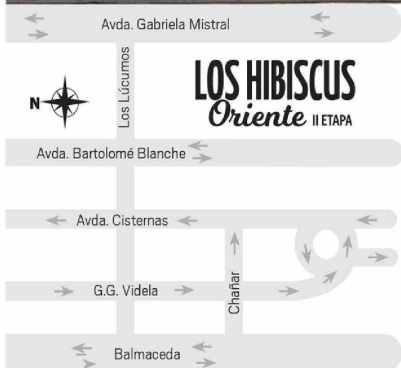 Avda. Gabriela Mistral
Los Lúcumos
N
LOS HIBISCUS
Oriente II ETAPA
Avda. Bartolomé Blanche
Avda. Cisternas
G.G. Videla
Chañar
Balmaceda